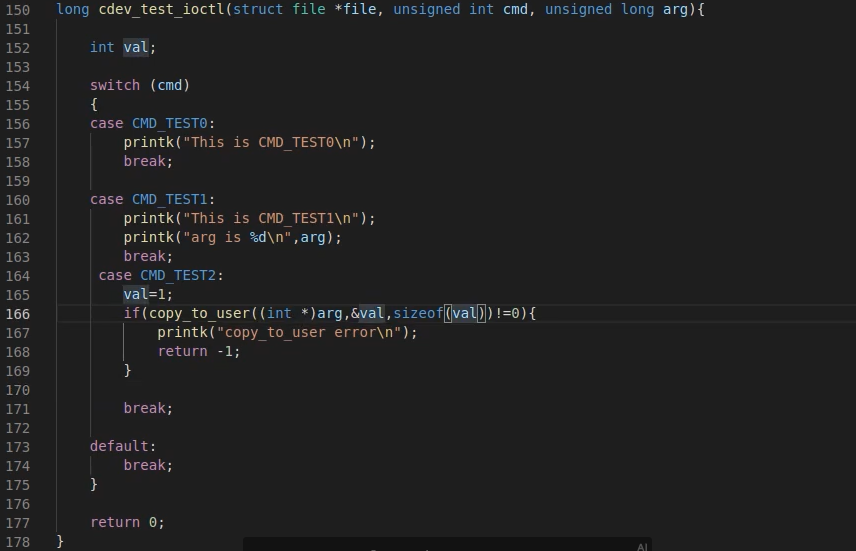 150 long cdev_test_ioctl(struct file *file, unsigned int cmd, unsigned long arg){
151
152     int val;
153
154     switch (cmd)
155     {
156     case CMD_TEST0:
157         printk("This is CMD_TEST0\n");
158         break;
159
160     case CMD_TEST1:
161         printk("This is CMD_TEST1\n");
162         printk("arg is %d\n",arg);
163         break;
164      case CMD_TEST2:
165         val=1;
166         if(copy_to_user((int *)arg,&val,sizeof(val))!=0){
167             printk("copy_to_user error\n");
168             return -1;
169         }
170
171         break;
172
173     default:
174         break;
175     }
176
177     return 0;
178 }
AI